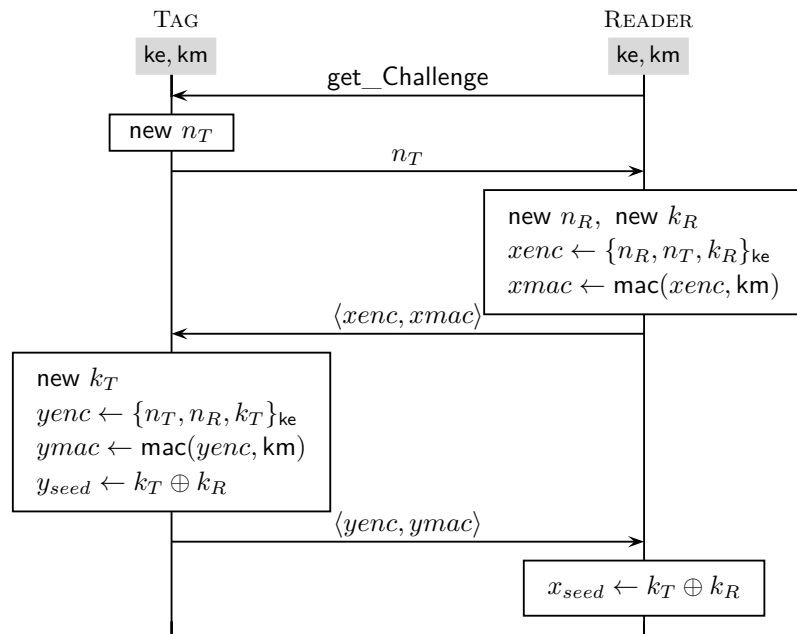 TAG
READER
ke, km
ke, km
get_Challenge
new n_T
n_T
new n_R, new k_R
xenc ← {n_R, n_T, k_R}_ke
xmac ← mac(xenc, km)
⟨xenc, xmac⟩
new k_T
yenc ← {n_T, n_R, k_T}_ke
ymac ← mac(yenc, km)
y_seed ← k_T ⊕ k_R
⟨yenc, ymac⟩
x_seed ← k_T ⊕ k_R